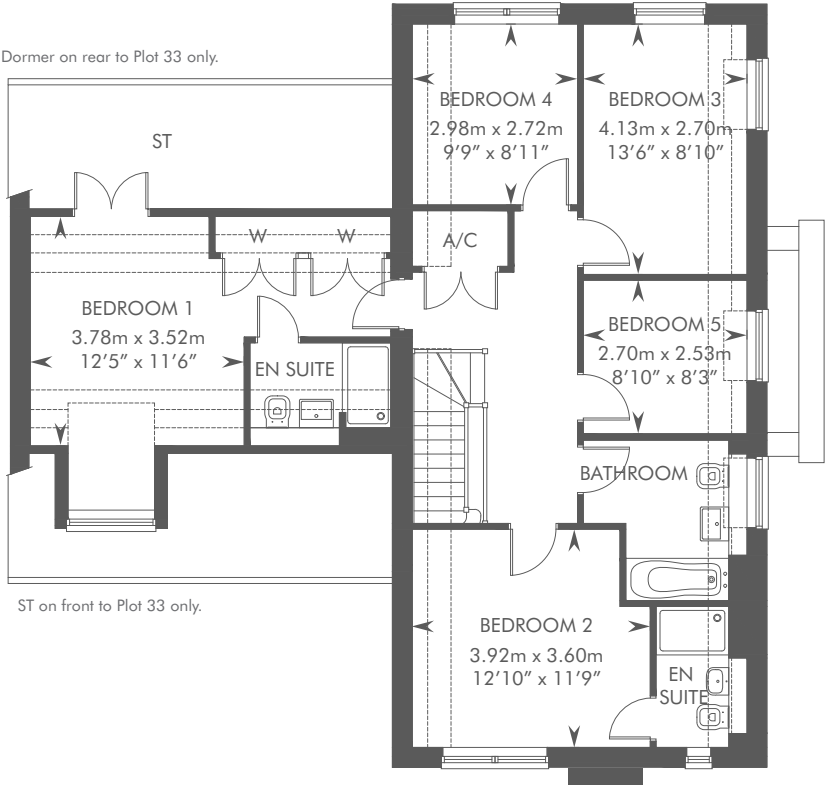 Dormer on rear to Plot 33 only.
ST
BEDROOM 4
2.98m x 2.72m
9’9” x 8’11”
BEDROOM 3
4.13m x 2.70m
13’6” x 8’10”
W
W
A/C
BEDROOM 1
3.78m x 3.52m
12’5” x 11’6”
EN SUITE
BEDROOM 5
2.70m x 2.53m
8’10” x 8’3”
BATHROOM
ST on front to Plot 33 only.
BEDROOM 2
3.92m x 3.60m
12’10” x 11’9”
EN
SUITE